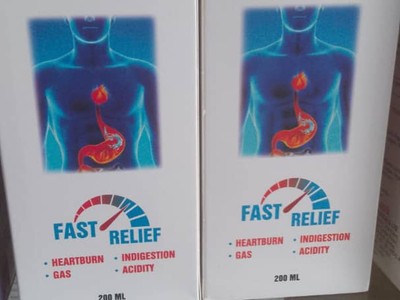 FAST RELIEF
• HEARTBURN • INDIGESTION
• GAS • ACIDITY
200 ML
FAST RELIEF
• HEARTBURN • INDIGESTION
• GAS • ACIDITY
200 ML